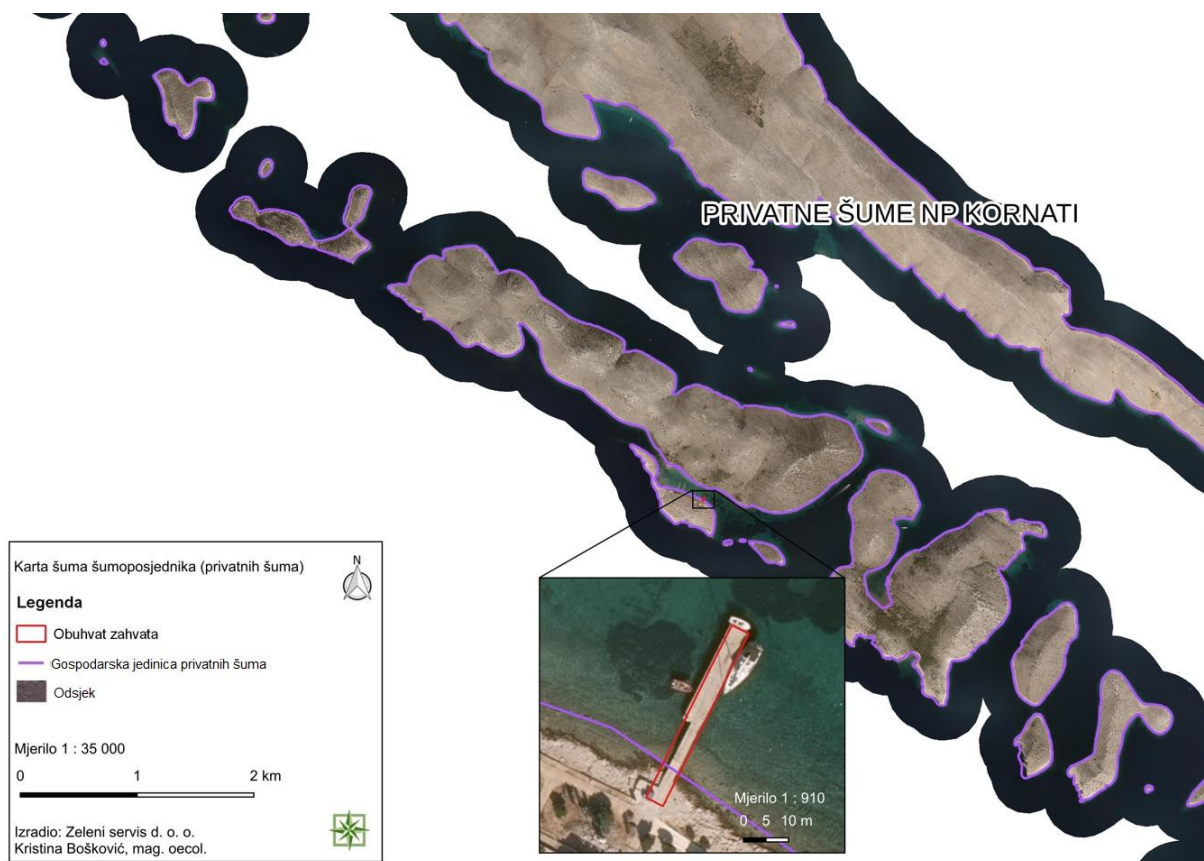 PRIVATNE ŠUME NP KORNATI
Karta šuma šumoposjednika (privatnih šuma)
N
Legenda
Obuhvat zahvata
Gospodarska jedinica privatnih šuma
Odsjek
Mjerilo 1 : 35 000
0 1 2 km
Izradio: Zeleni servis d. o. o.
Kristina Bošković, mag. oecol.
Mjerilo 1 : 910
0 5 10 m